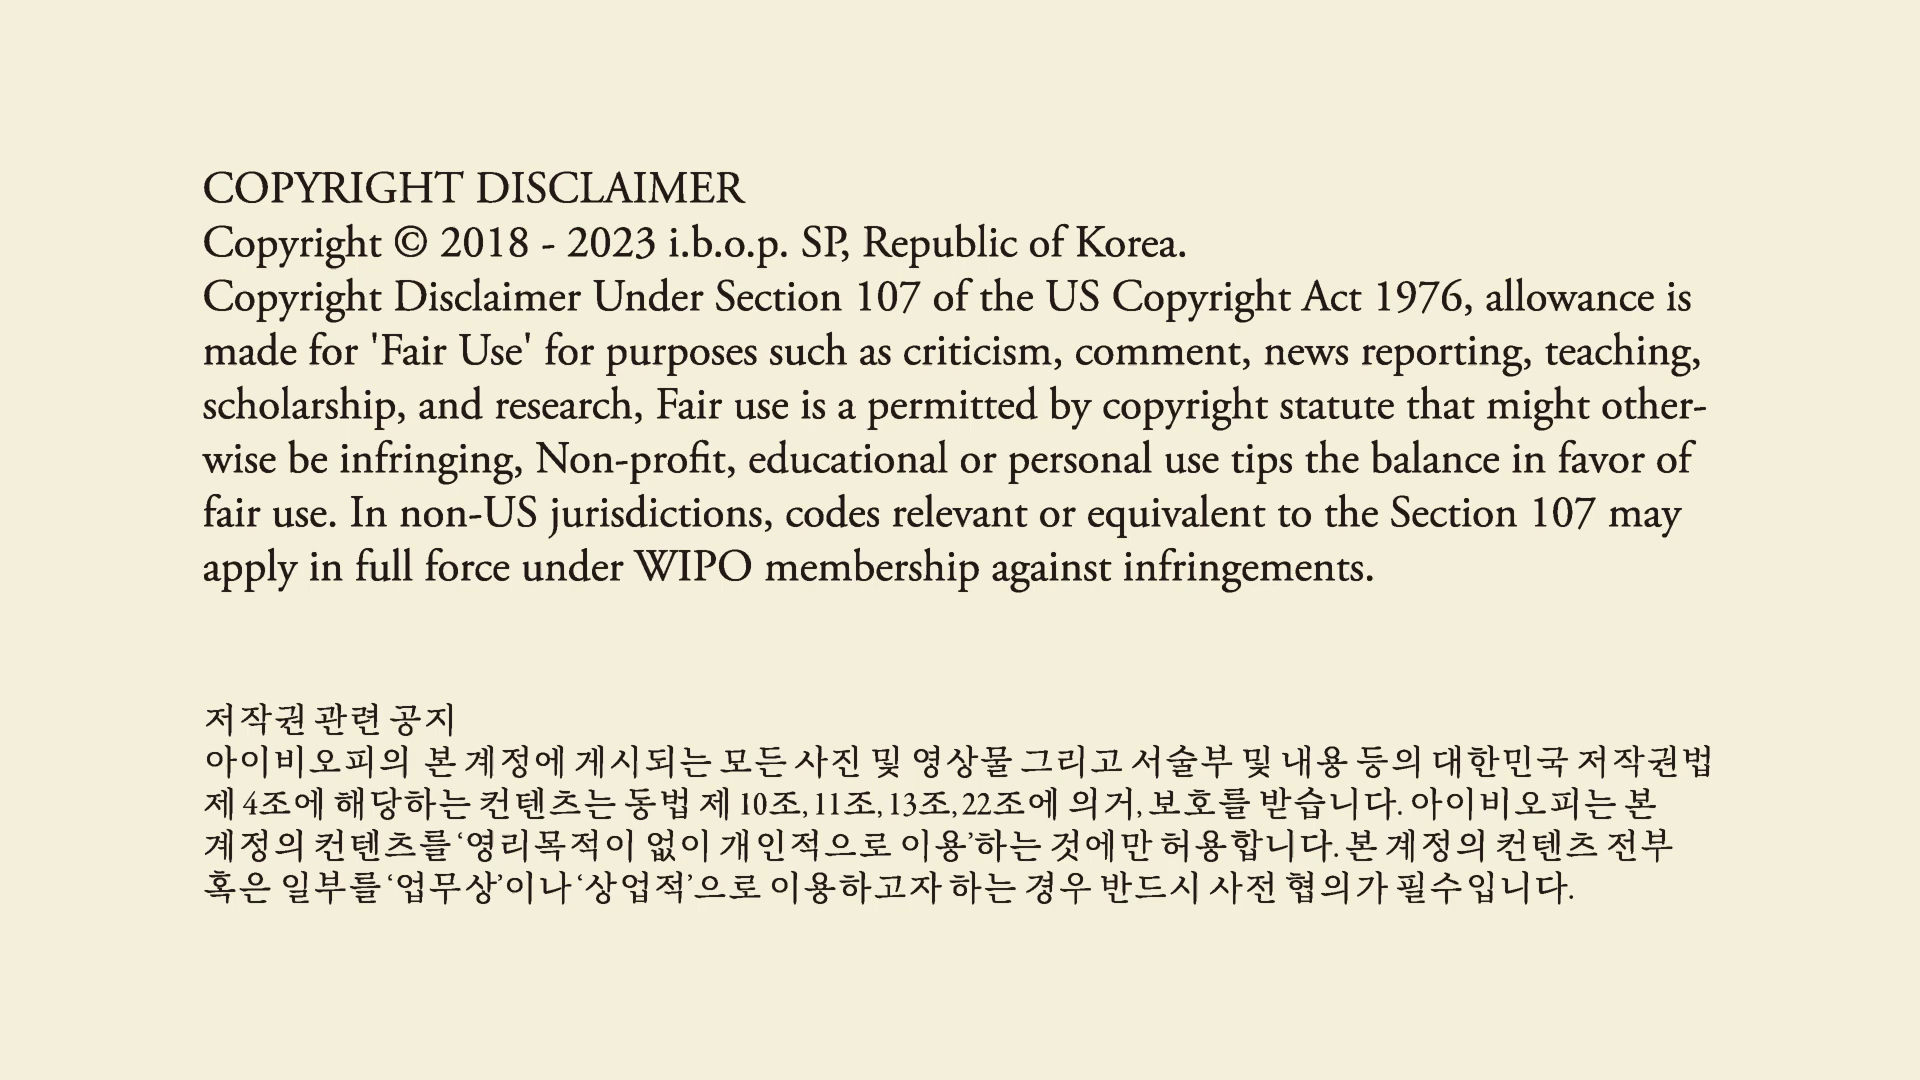 COPYRIGHT DISCLAIMER
Copyright © 2018 - 2023 i.b.o.p. SP, Republic of Korea.
Copyright Disclaimer Under Section 107 of the US Copyright Act 1976, allowance is
made for 'Fair Use' for purposes such as criticism, comment, news reporting, teaching,
scholarship, and research, Fair use is a permitted by copyright statute that might other-
wise be infringing, Non-profit, educational or personal use tips the balance in favor of
fair use. In non-US jurisdictions, codes relevant or equivalent to the Section 107 may
apply in full force under WIPO membership against infringements.
저작권 관련 공지
아이비오피의 본 계정에 게시되는 모든 사진 및 영상물 그리고 서술부 및 내용 등의 대한민국 저작권법
제 4조에 해당하는 컨텐츠는 동법 제 10조, 11조, 13조, 22조에 의거, 보호를 받습니다. 아이비오피는 본
계정의 컨텐츠를 ‘영리목적이 없이 개인적으로 이용’하는 것에만 허용합니다. 본 계정의 컨텐츠 전부
혹은 일부를 ‘업무상’이나 ‘상업적’으로 이용하고자 하는 경우 반드시 사전 협의가 필수입니다.